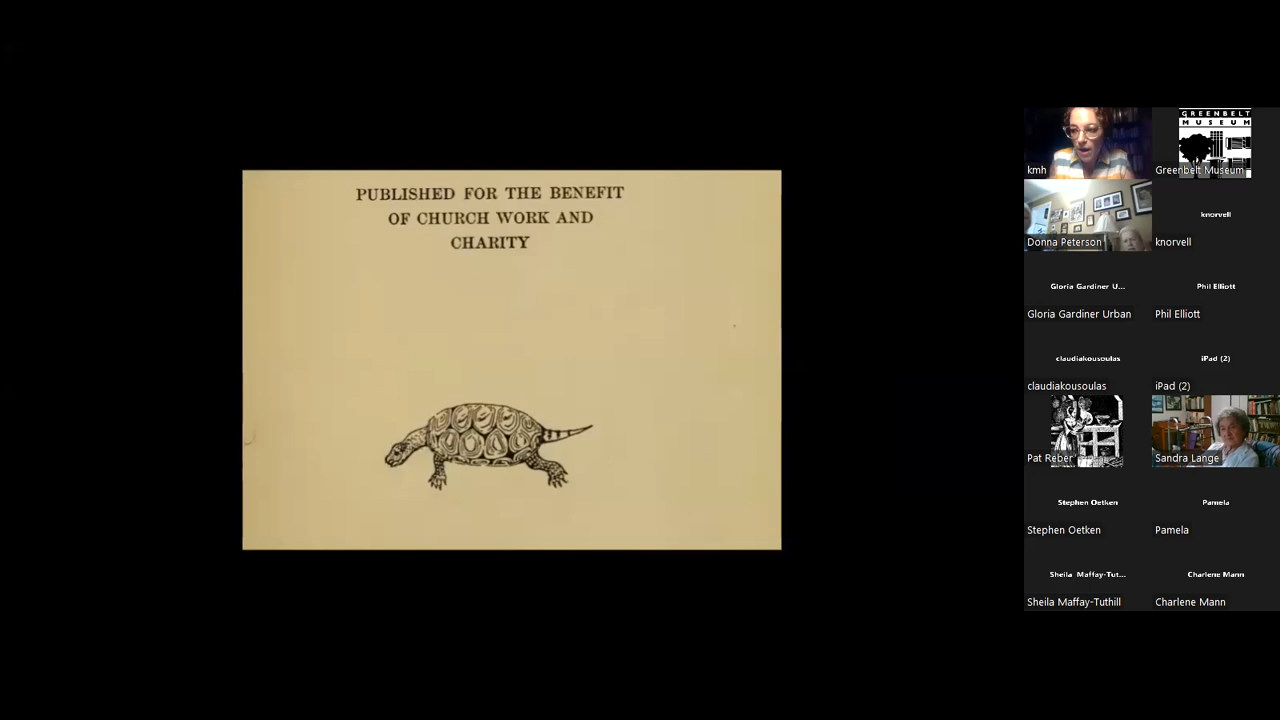 PUBLISHED FOR THE BENEFIT
OF CHURCH WORK AND
CHARITY
kmh
GREENBELT
MUSEUM
Greenbelt Museum
Donna Peterson
knorvell
knorvell
Gloria Gardiner U...
Gloria Gardiner Urban
Phil Elliott
Phil Elliott
claudiakousoulas
claudiakousoulas
iPad (2)
iPad (2)
Pat Reber
Sandra Lange
Stephen Oetken
Stephen Oetken
Pamela
Pamela
Sheila Maffay-Tut...
Sheila Maffay-Tuthill
Charlene Mann
Charlene Mann